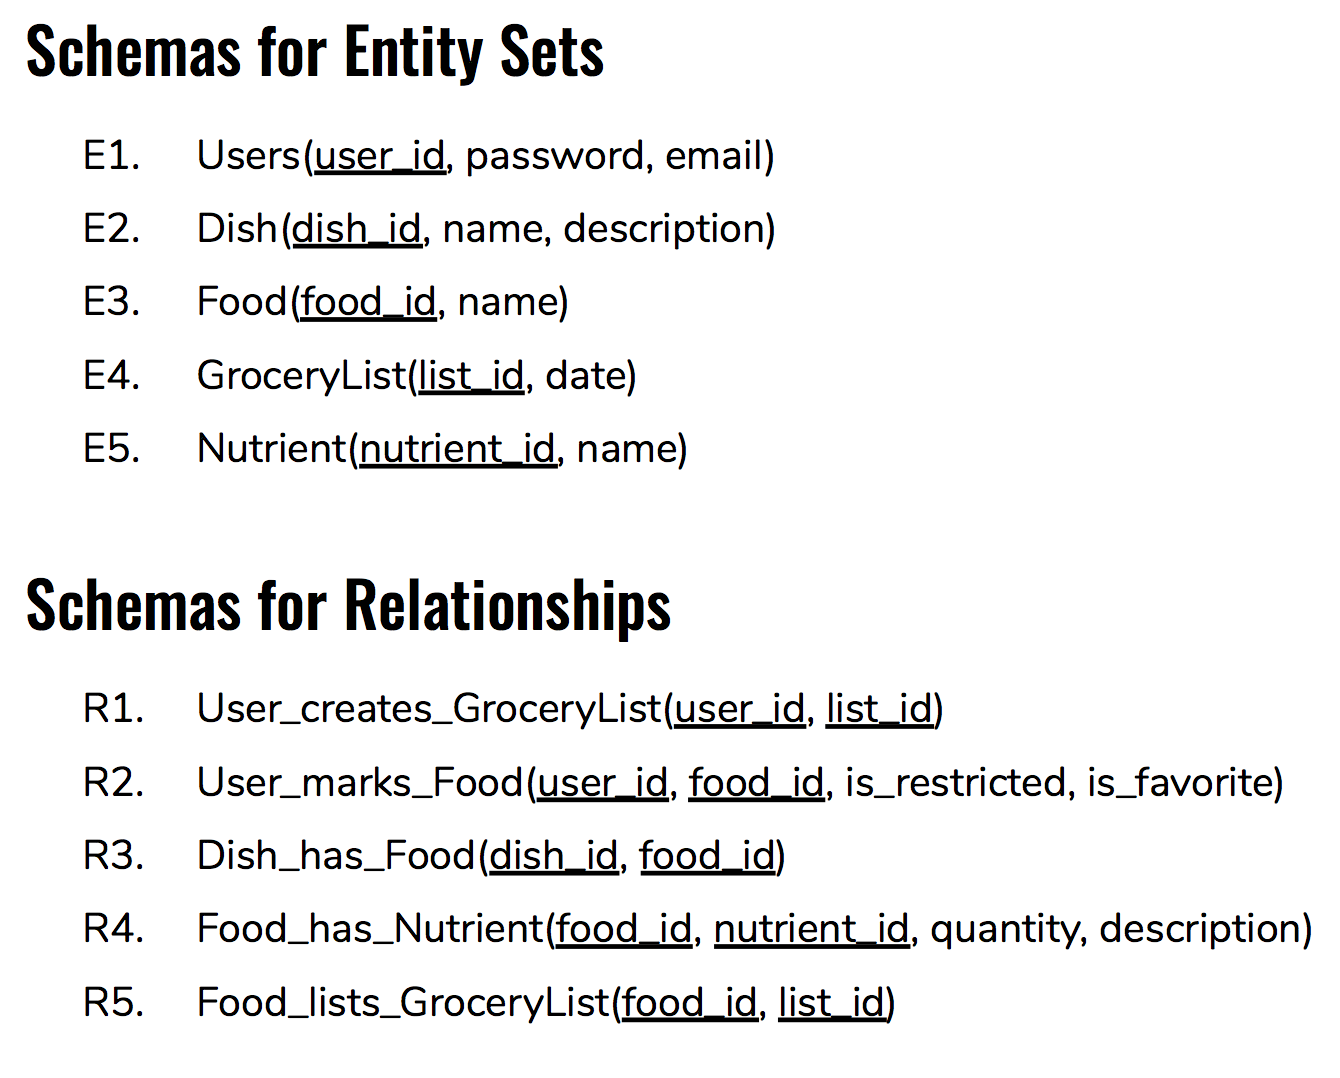 Schemas for Entity Sets
E1. Users(user_id, password, email)
E2. Dish(dish_id, name, description)
E3. Food(food_id, name)
E4. GroceryList(list_id, date)
E5. Nutrient(nutrient_id, name)
Schemas for Relationships
R1. User_creates_GroceryList(user_id, list_id)
R2. User_marks_Food(user_id, food_id, is_restricted, is_favorite)
R3. Dish_has_Food(dish_id, food_id)
R4. Food_has_Nutrient(food_id, nutrient_id, quantity, description)
R5. Food_lists_GroceryList(food_id, list_id)